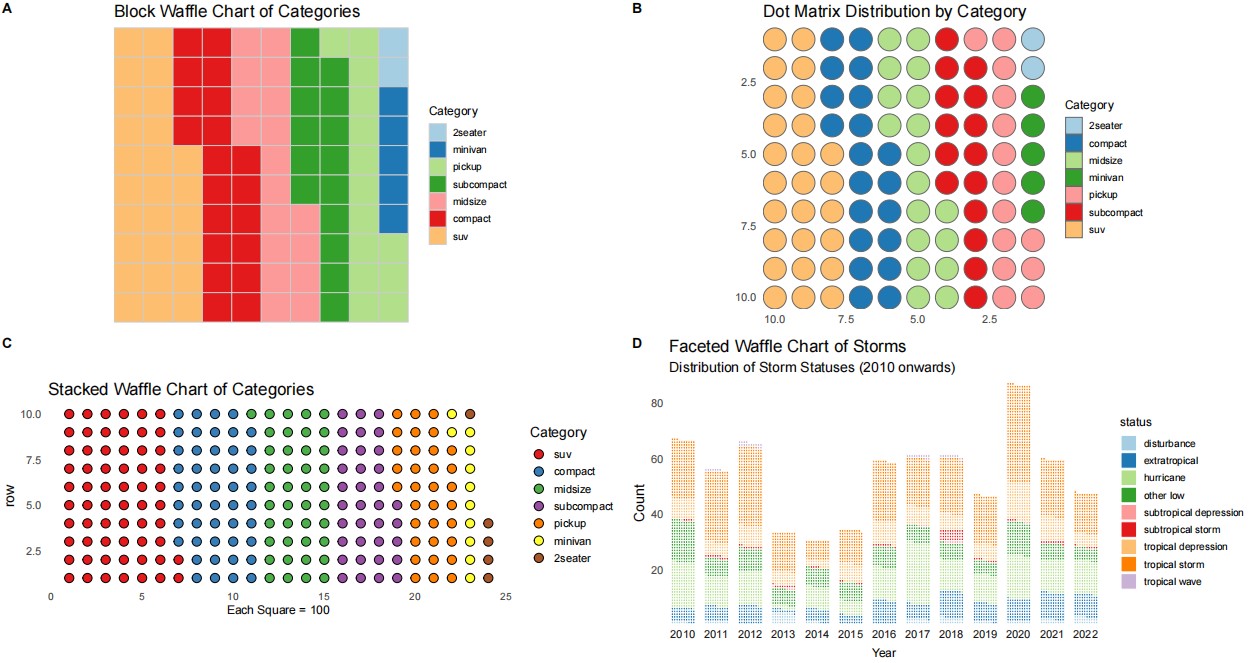 A
Block Waffle Chart of Categories
Category
2seater
minivan
pickup
subcompact
midsize
compact
suv
B
Dot Matrix Distribution by Category
2.5
5.0
7.5
10.0
10.0 7.5 5.0 2.5
Category
2seater
compact
midsize
minivan
pickup
subcompact
suv
C
Stacked Waffle Chart of Categories
10.0
7.5
5.0
2.5
row
0 5 10 15 20 25
Each Square = 100
Category
suv
compact
midsize
subcompact
pickup
minivan
2seater
D
Faceted Waffle Chart of Storms
Distribution of Storm Statuses (2010 onwards)
80
60
40
20
Count
2010 2011 2012 2013 2014 2015 2016 2017 2018 2019 2020 2021 2022
Year
status
disturbance
extratropical
hurricane
other low
subtropical depression
subtropical storm
tropical depression
tropical storm
tropical wave